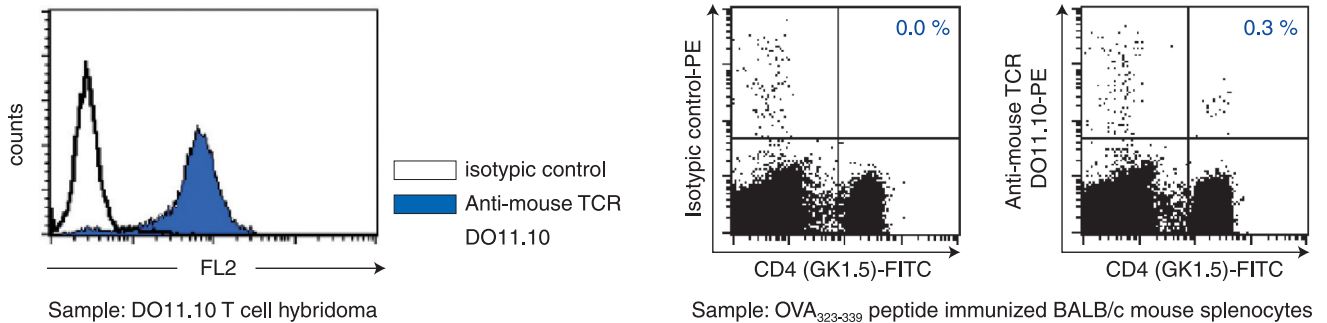 counts
FL2
isotypic control
Anti-mouse TCR
DO11.10
Sample: DO11.10 T cell hybridoma
Isotypic control-PE
0.0 %
CD4 (GK1.5)-FITC
Anti-mouse TCR
DO11.10-PE
0.3 %
CD4 (GK1.5)-FITC
Sample: OVA323-339 peptide immunized BALB/c mouse splenocytes